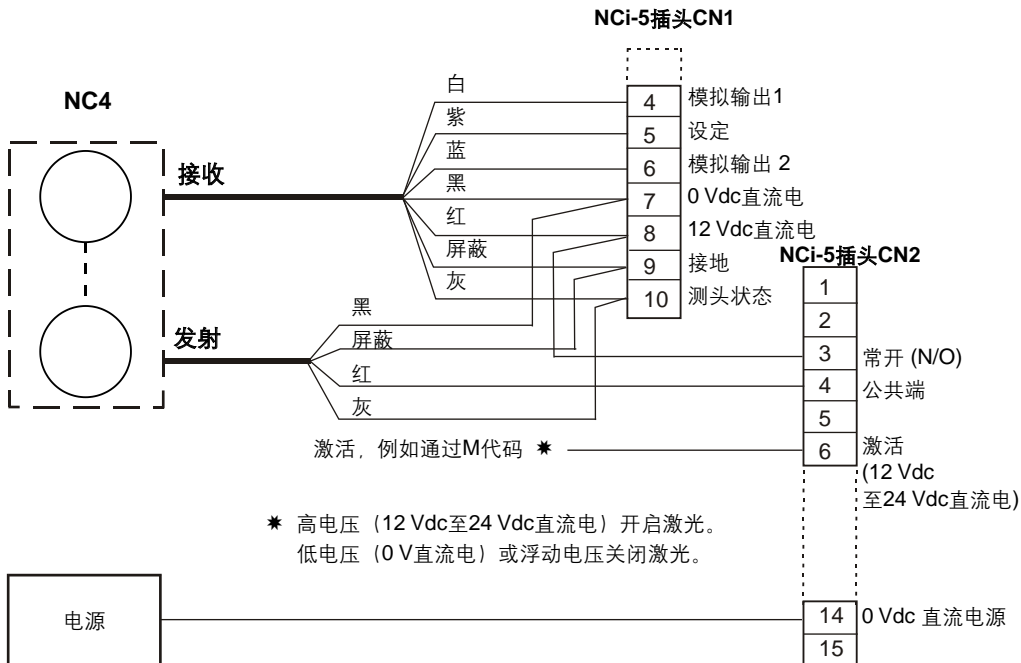 NCi-5插头CN1
NC4
接收
白
紫
蓝
黑
红
屏蔽
灰
4 模拟输出1
5 设定
6 模拟输出 2
7 0 Vdc直流电
8 12 Vdc直流电
9 接地
10 测头状态
NCi-5插头CN2
发射
黑
屏蔽
红
灰
1
2
3 常开 (N/O)
4 公共端
5
6 激活
(12 Vdc
至24 Vdc直流电)
激活，例如通过M代码 ✷
✷ 高电压（12 Vdc至24 Vdc直流电）开启激光。
低电压（0 V直流电）或浮动电压关闭激光。
电源
14 0 Vdc 直流电源
15